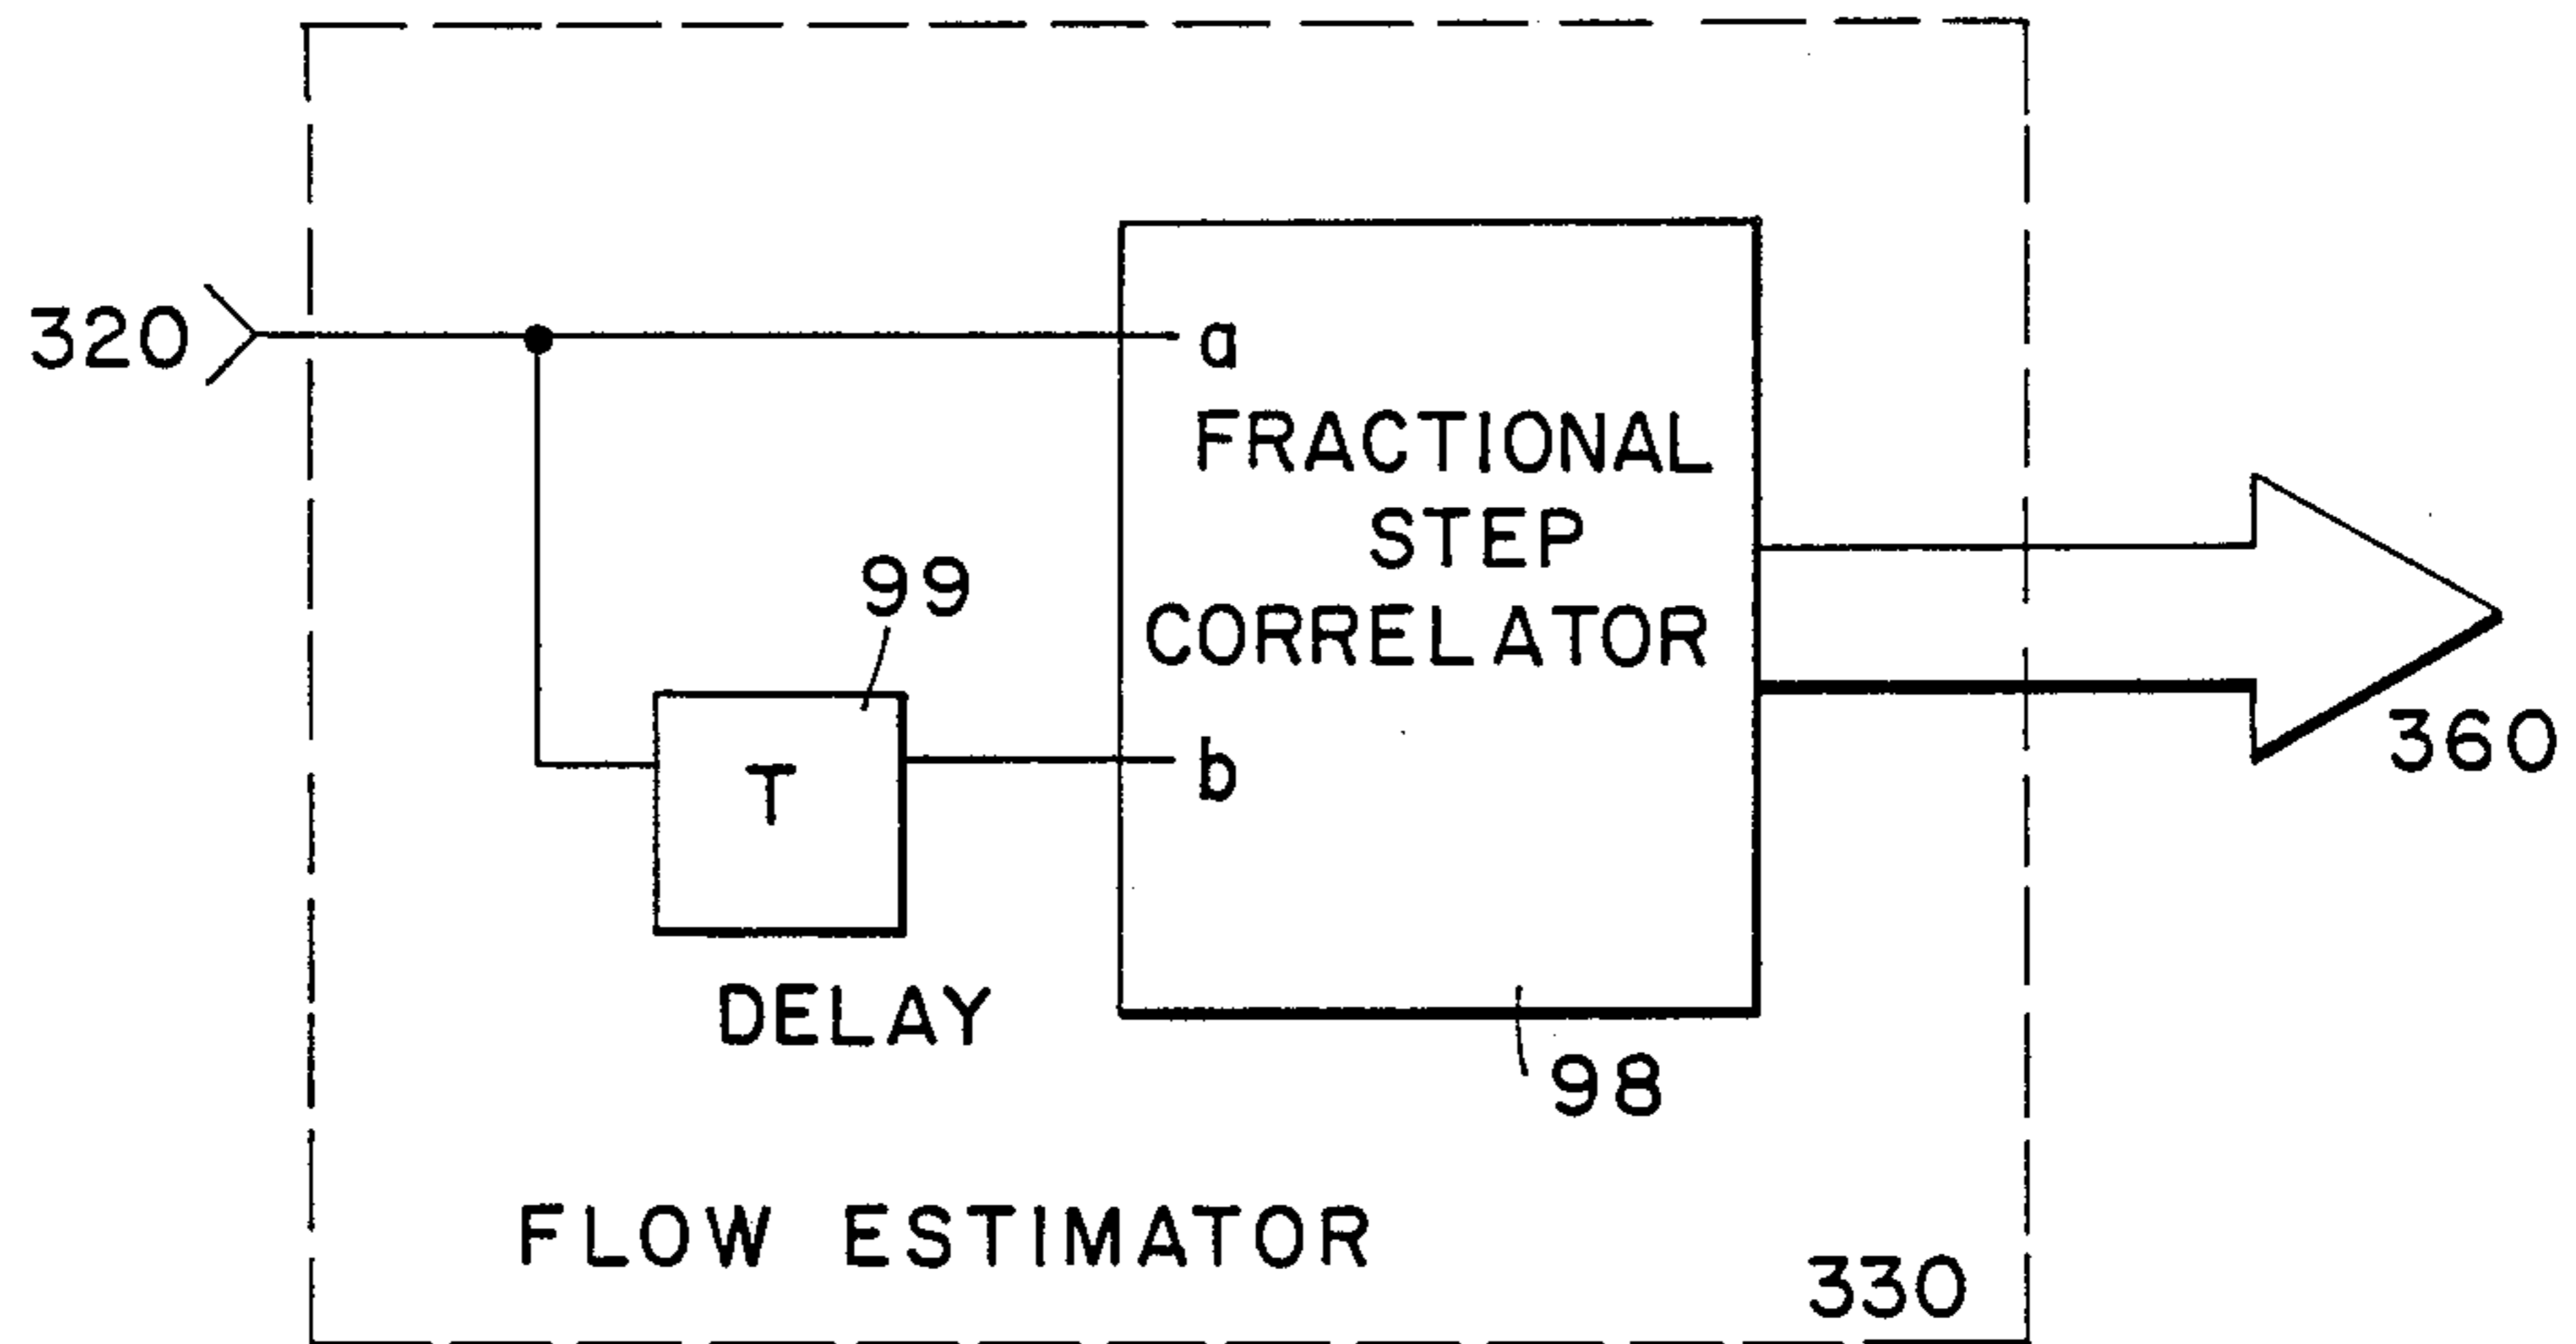 320
a
FRACTIONAL
STEP
CORRELATOR
99
T
b
360
DELAY
98
FLOW ESTIMATOR
330